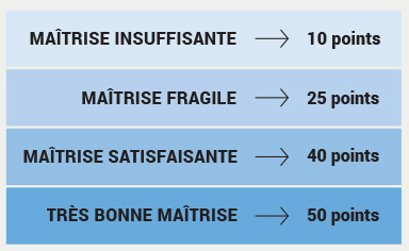 MAÎTRISE INSUFFISANTE → 10 points
MAÎTRISE FRAGILE → 25 points
MAÎTRISE SATISFAISANTE → 40 points
TRÈS BONNE MAÎTRISE → 50 points